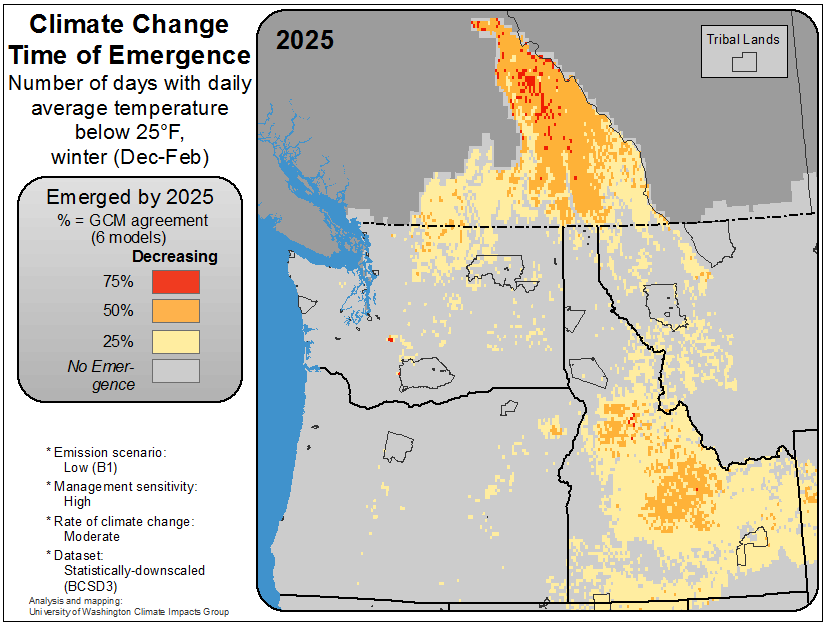 Climate Change
Time of Emergence
Number of days with daily
average temperature
below 25°F,
winter (Dec-Feb)
Emerged by 2025
% = GCM agreement
(6 models)
Decreasing
75%
50%
25%
No Emer-
gence
* Emission scenario:
Low (B1)
* Management sensitivity:
High
* Rate of climate change:
Moderate
* Dataset:
Statistically-downscaled
(BCSD3)
Analysis and mapping:
University of Washington Climate Impacts Group
2025
Tribal Lands